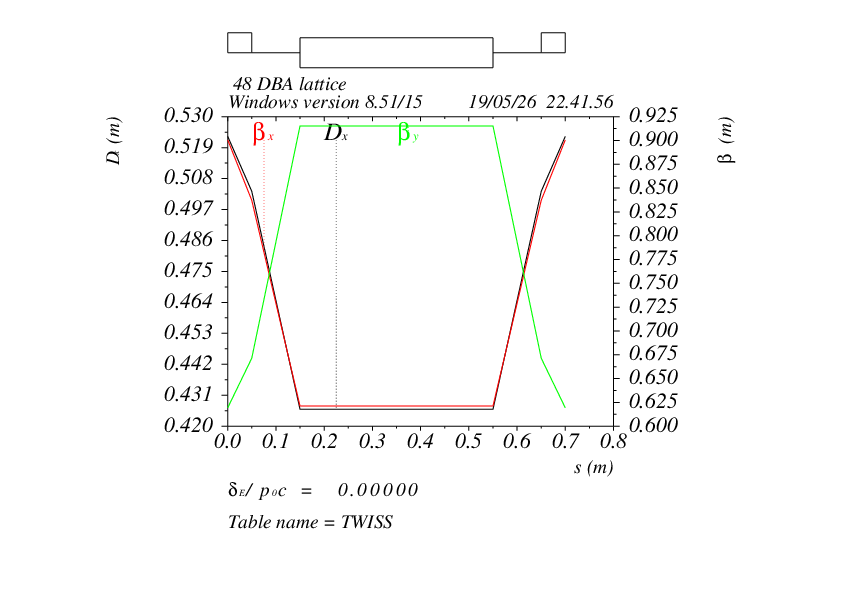 48 DBA lattice
Windows version 8.51/15 19/05/26 22.41.56
D (m)
β (m)
0.530
0.519
0.508
0.497
0.486
0.475
0.464
0.453
0.442
0.431
0.420
βx Dx βy
0.925
0.900
0.875
0.850
0.825
0.800
0.775
0.750
0.725
0.700
0.675
0.650
0.625
0.600
0.0 0.1 0.2 0.3 0.4 0.5 0.6 0.7 0.8
s (m)
δE/ p0c = 0.00000
Table name = TWISS